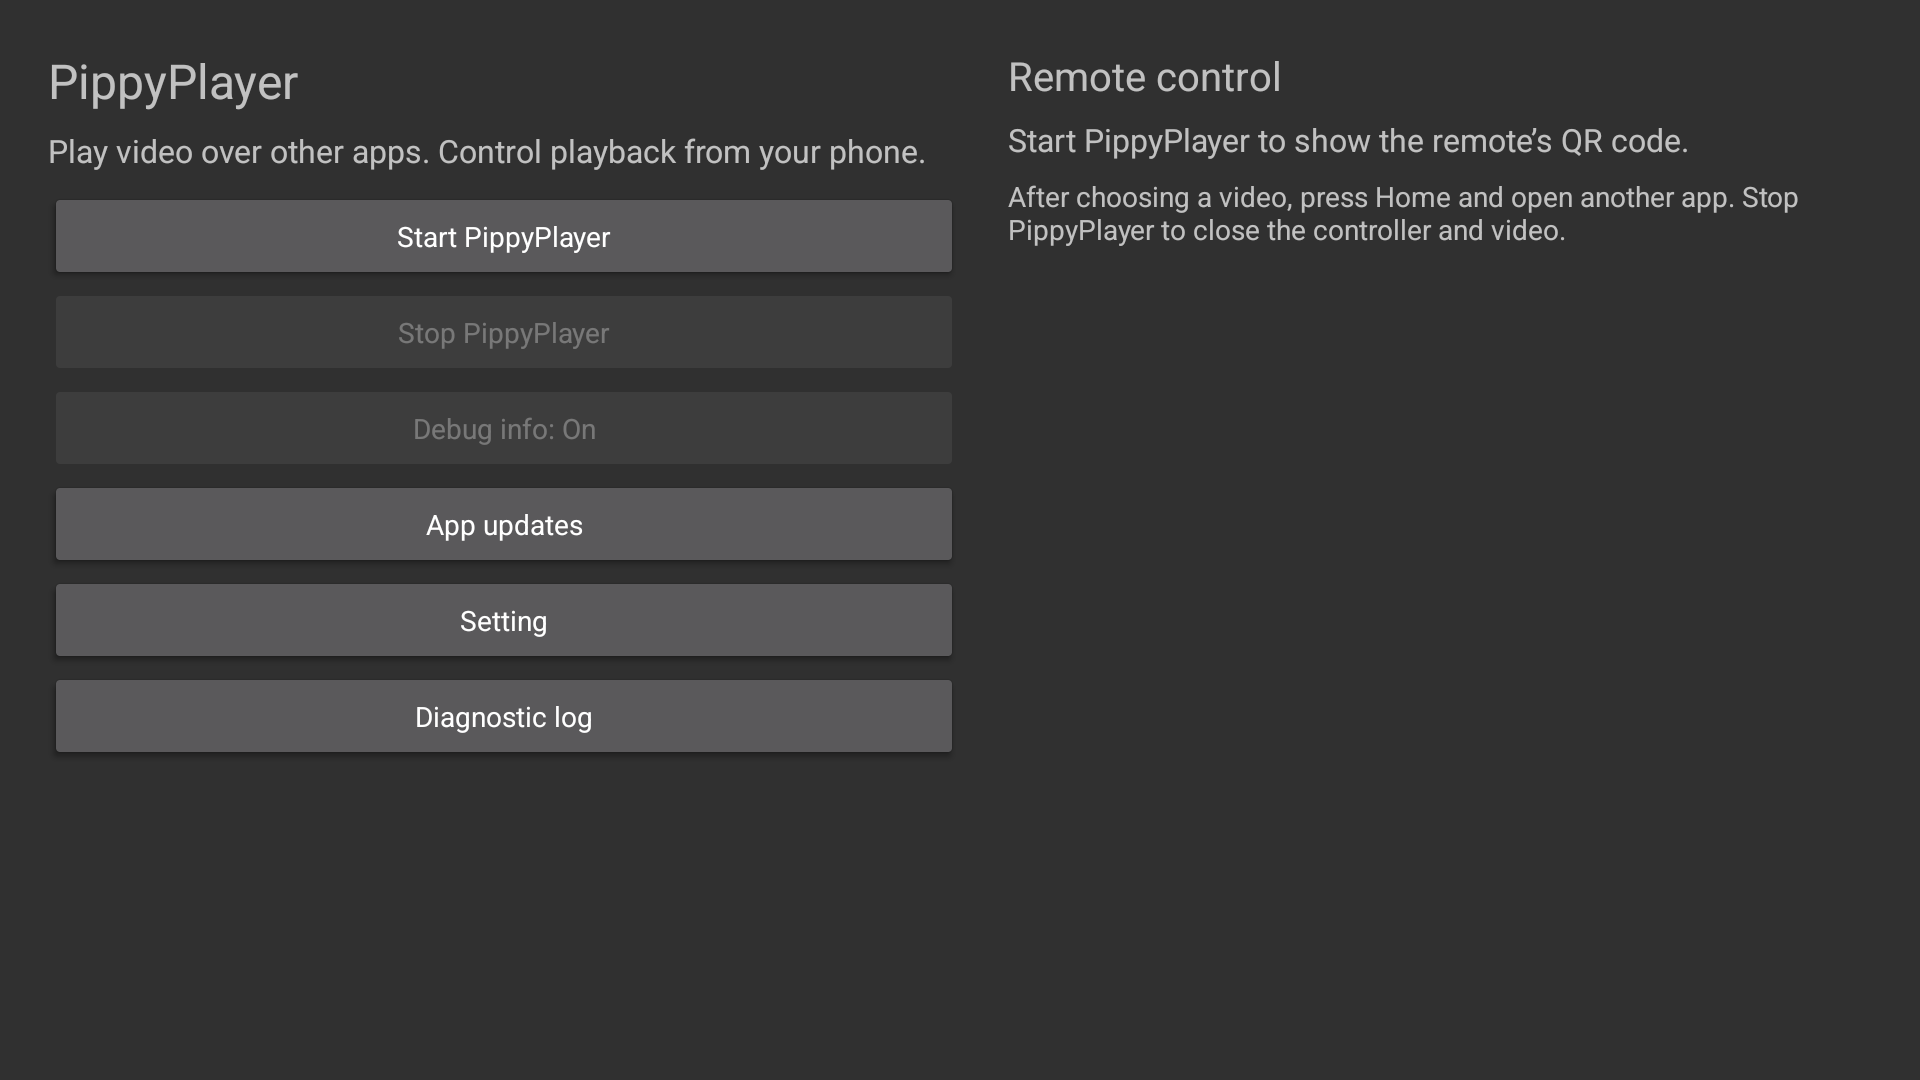 PippyPlayer
Play video over other apps. Control playback from your phone.
Start PippyPlayer
Stop PippyPlayer
Debug info: On
App updates
Setting
Diagnostic log
Remote control
Start PippyPlayer to show the remote’s QR code.
After choosing a video, press Home and open another app. Stop
PippyPlayer to close the controller and video.